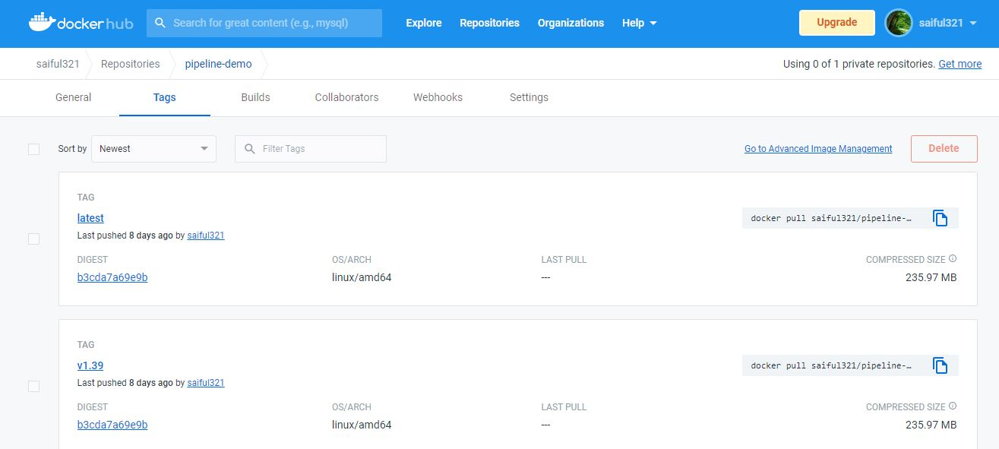 docker hub Search for great content (e.g., mysql) Explore Repositories Organizations Help Upgrade saiful321
saiful321 Repositories pipeline-demo Using 0 of 1 private repositories. Get more
General Tags Builds Collaborators Webhooks Settings
Sort by Newest Filter Tags Go to Advanced Image Management Delete
TAG
latest docker pull saiful321/pipeline-…
Last pushed 8 days ago by saiful321
DIGEST OS/ARCH LAST PULL COMPRESSED SIZE
b3cda7a69e9b linux/amd64 --- 235.97 MB
TAG
v1.39 docker pull saiful321/pipeline-…
Last pushed 8 days ago by saiful321
DIGEST OS/ARCH LAST PULL COMPRESSED SIZE
b3cda7a69e9b linux/amd64 --- 235.97 MB